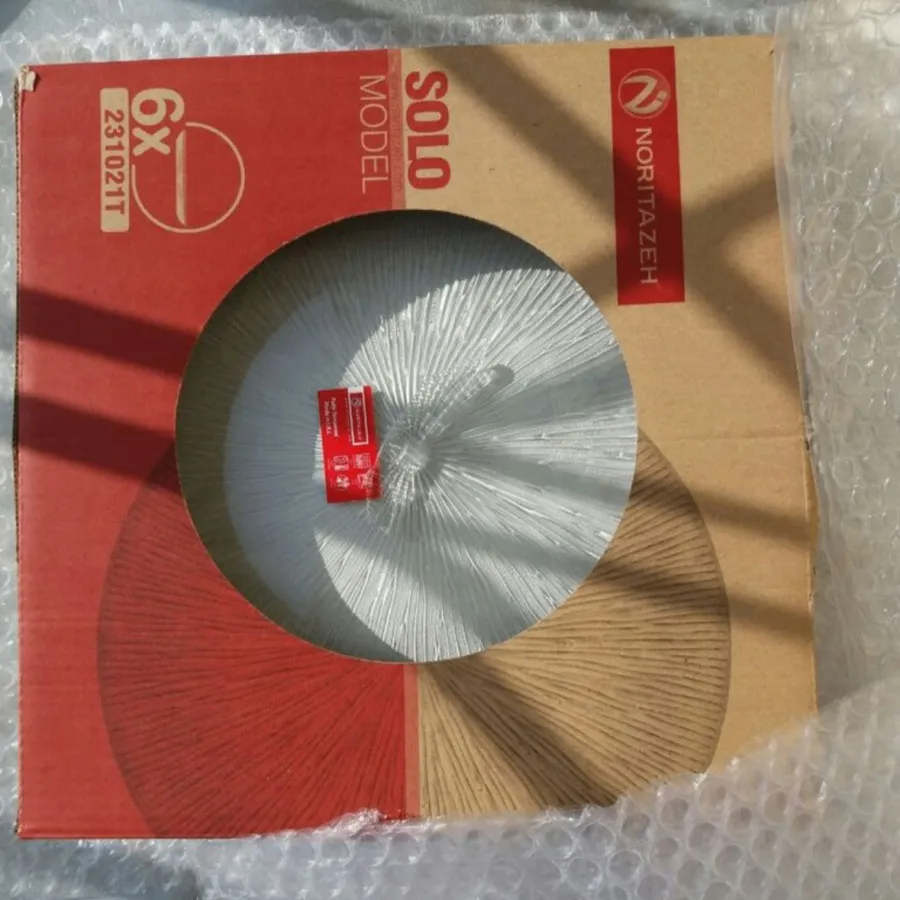 NORITAZEH
SOLO
MODEL
6x
231021T